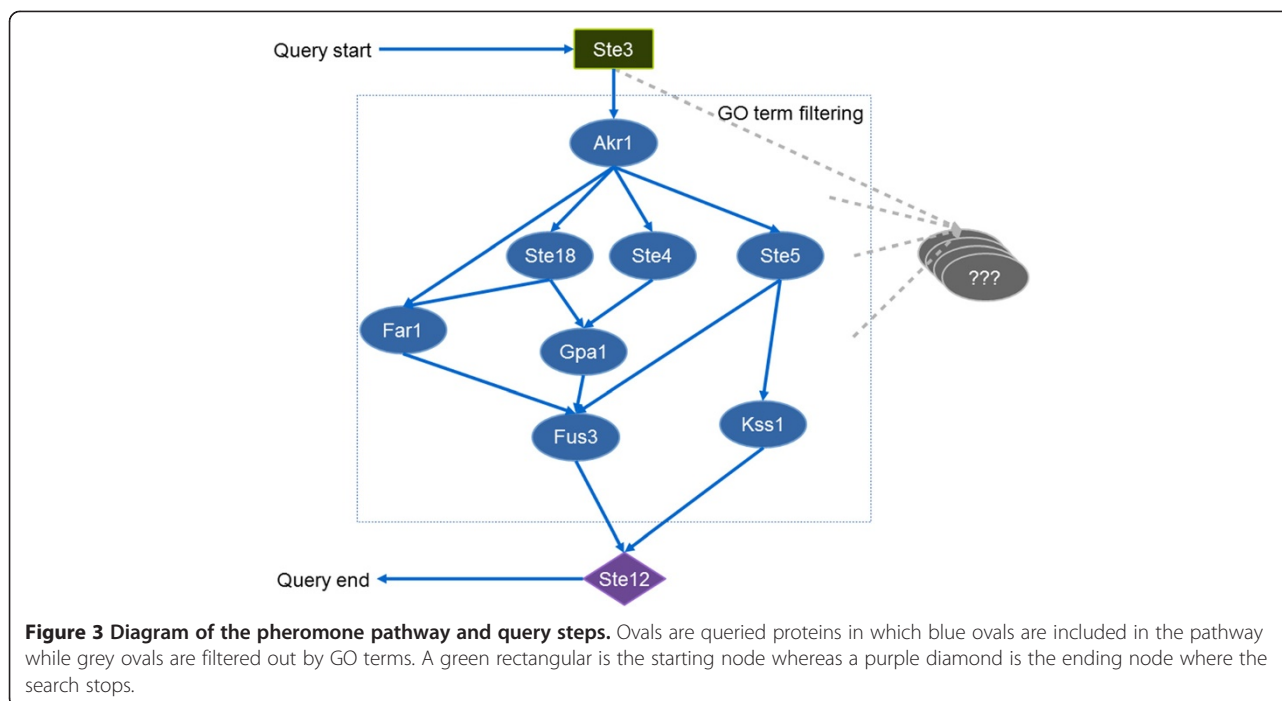 Query start
Ste3
GO term filtering
Akr1
Ste18
Ste4
Ste5
???
Far1
Gpa1
Fus3
Kss1
Query end
Ste12
Figure 3 Diagram of the pheromone pathway and query steps. Ovals are queried proteins in which blue ovals are included in the pathway
while grey ovals are filtered out by GO terms. A green rectangular is the starting node whereas a purple diamond is the ending node where the
search stops.